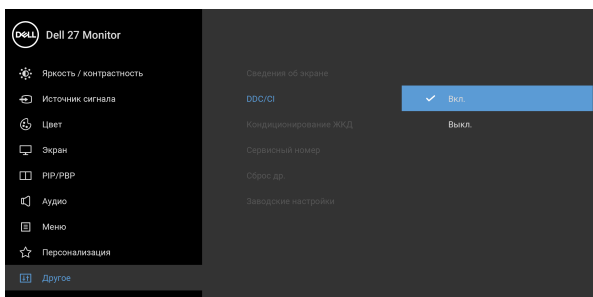 DELL
Dell 27 Monitor
Яркость / контрастность
Источник сигнала
Цвет
Экран
PIP/PBP
Аудио
Меню
Персонализация
Другое
Сведения об экране
DDC/CI
Кондиционирование ЖКД
Сервисный номер
Сброс др.
Заводские настройки
Вкл.
Выкл.